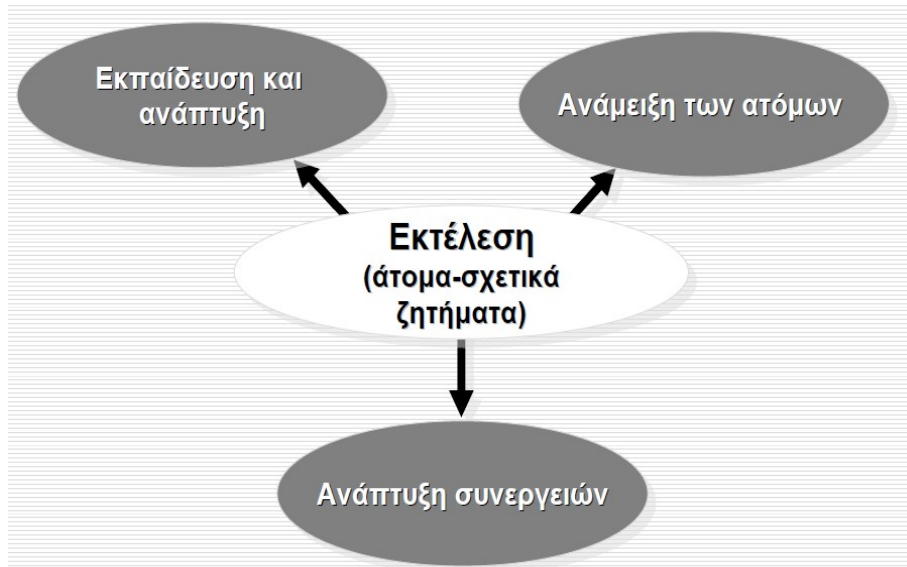 Εκπαίδευση και
ανάπτυξη
Ανάμειξη των ατόμων
Εκτέλεση
(άτομα-σχετικά
ζητήματα)
Ανάπτυξη συνεργειών